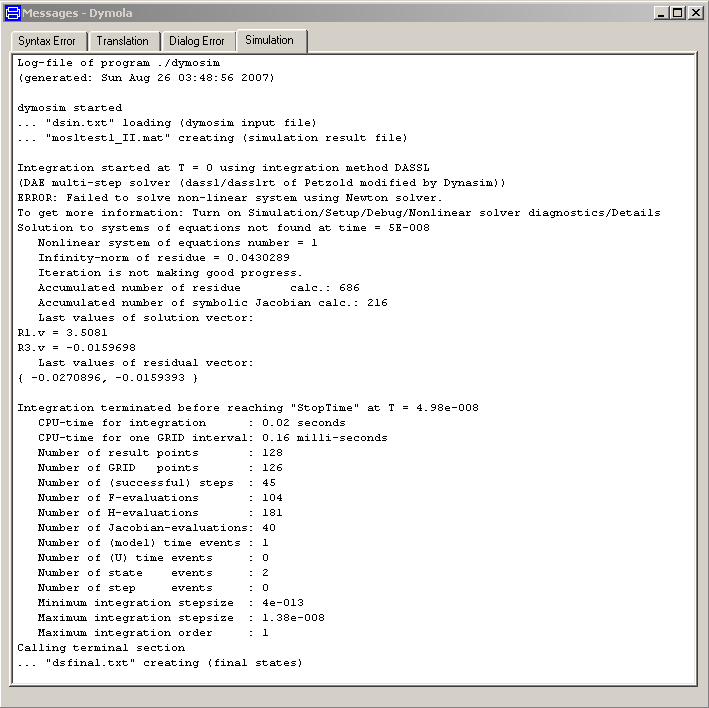 Messages - Dymola
Syntax Error Translation Dialog Error Simulation
Log-file of program ./dymosim
(generated: Sun Aug 26 03:48:56 2007)
dymosim started
... "dsin.txt" loading (dymosim input file)
... "mosltest1_II.mat" creating (simulation result file)
Integration started at T = 0 using integration method DASSL
(DAE multi-step solver (dassl/dasslrt of Petzold modified by Dynasim))
ERROR: Failed to solve non-linear system using Newton solver.
To get more information: Turn on Simulation/Setup/Debug/Nonlinear solver diagnostics/Details
Solution to systems of equations not found at time = 5E-008
Nonlinear system of equations number = 1
Infinity-norm of residue = 0.0430289
Iteration is not making good progress.
Accumulated number of residue calc.: 686
Accumulated number of symbolic Jacobian calc.: 216
Last values of solution vector:
R1.v = 3.5081
R3.v = -0.0159698
Last values of residual vector:
{ -0.0270896, -0.0159393 }
Integration terminated before reaching "StopTime" at T = 4.98e-008
CPU-time for integration : 0.02 seconds
CPU-time for one GRID interval: 0.16 milli-seconds
Number of result points : 128
Number of GRID points : 126
Number of (successful) steps : 45
Number of F-evaluations : 104
Number of H-evaluations : 181
Number of Jacobian-evaluations: 40
Number of (model) time events : 1
Number of (U) time events : 0
Number of state events : 2
Number of step events : 0
Minimum integration stepsize : 4e-013
Maximum integration stepsize : 1.38e-008
Maximum integration order : 1
Calling terminal section
... "dsfinal.txt" creating (final states)